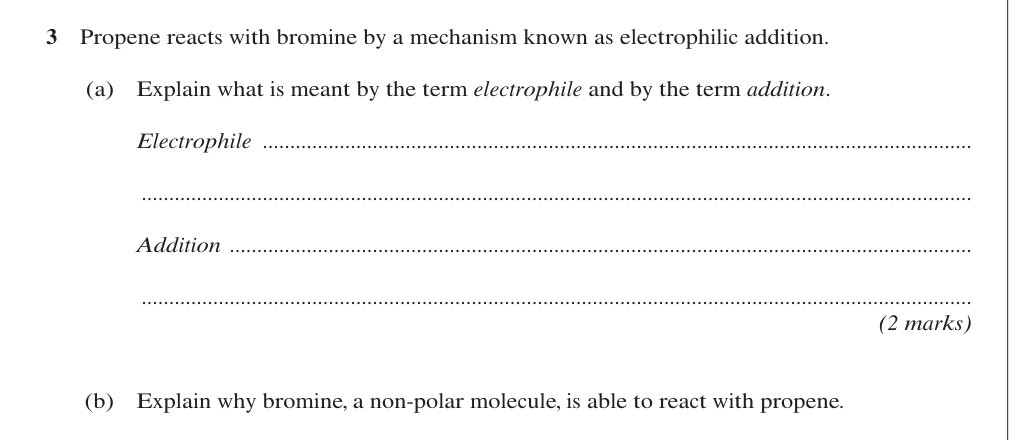 3 Propene reacts with bromine by a mechanism known as electrophilic addition.
(a) Explain what is meant by the term electrophile and by the term addition.
Electrophile ..........................................................................................................................
..........................................................................................................................
Addition ..........................................................................................................................
..........................................................................................................................
(2 marks)
(b) Explain why bromine, a non-polar molecule, is able to react with propene.